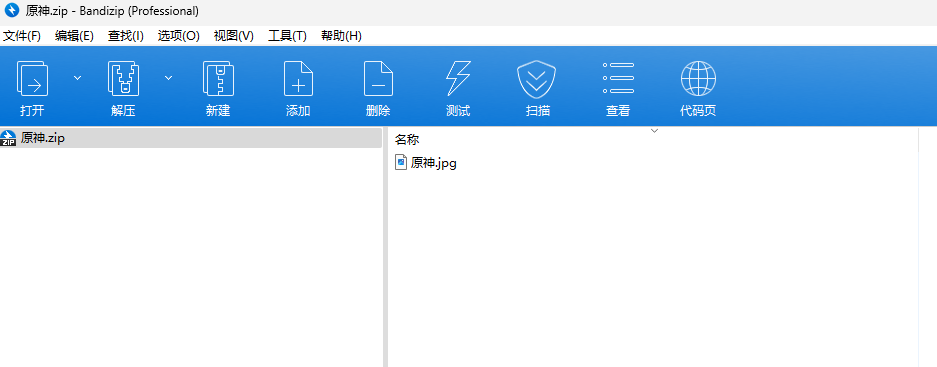 原神.zip - Bandizip (Professional)
文件(F) 编辑(E) 查找(I) 选项(O) 视图(V) 工具(T) 帮助(H)
打开 解压 新建 添加 删除 测试 扫描 查看 代码页
原神.zip
ZIP
名称
原神.jpg